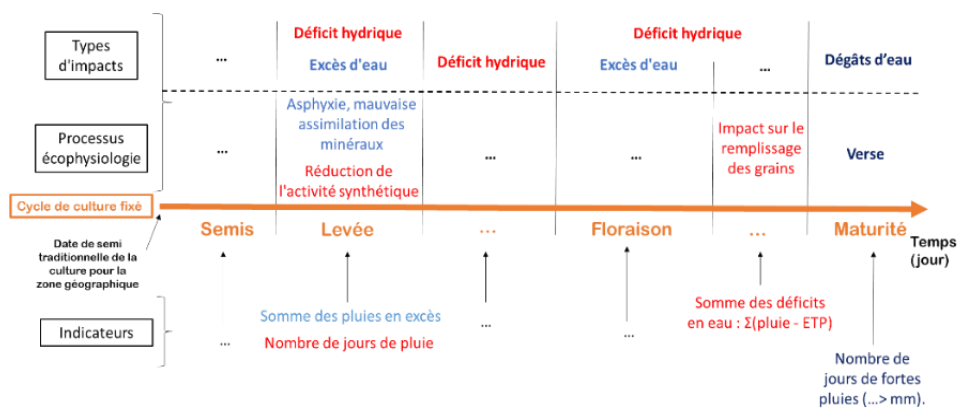 Types
d'impacts
...
Déficit hydrique
Excès d'eau
Déficit hydrique
Déficit hydrique
Excès d'eau
...
Dégâts d'eau
Processus
écophysiologie
...
Asphyxie, mauvaise
assimilation des
minéraux
Réduction de
l'activité synthétique
...
...
Impact sur le
remplissage
des grains
Verse
Cycle de culture fixé
Semis
Levée
...
Floraison
...
Maturité
Temps
(jour)
Date de semi
traditionnelle de la
culture pour la
zone géographique
Indicateurs
...
Somme des pluies en excès
Nombre de jours de pluie
...
...
Somme des déficits
en eau : Σ(pluie - ETP)
Nombre de
jours de fortes
pluies (...> mm).